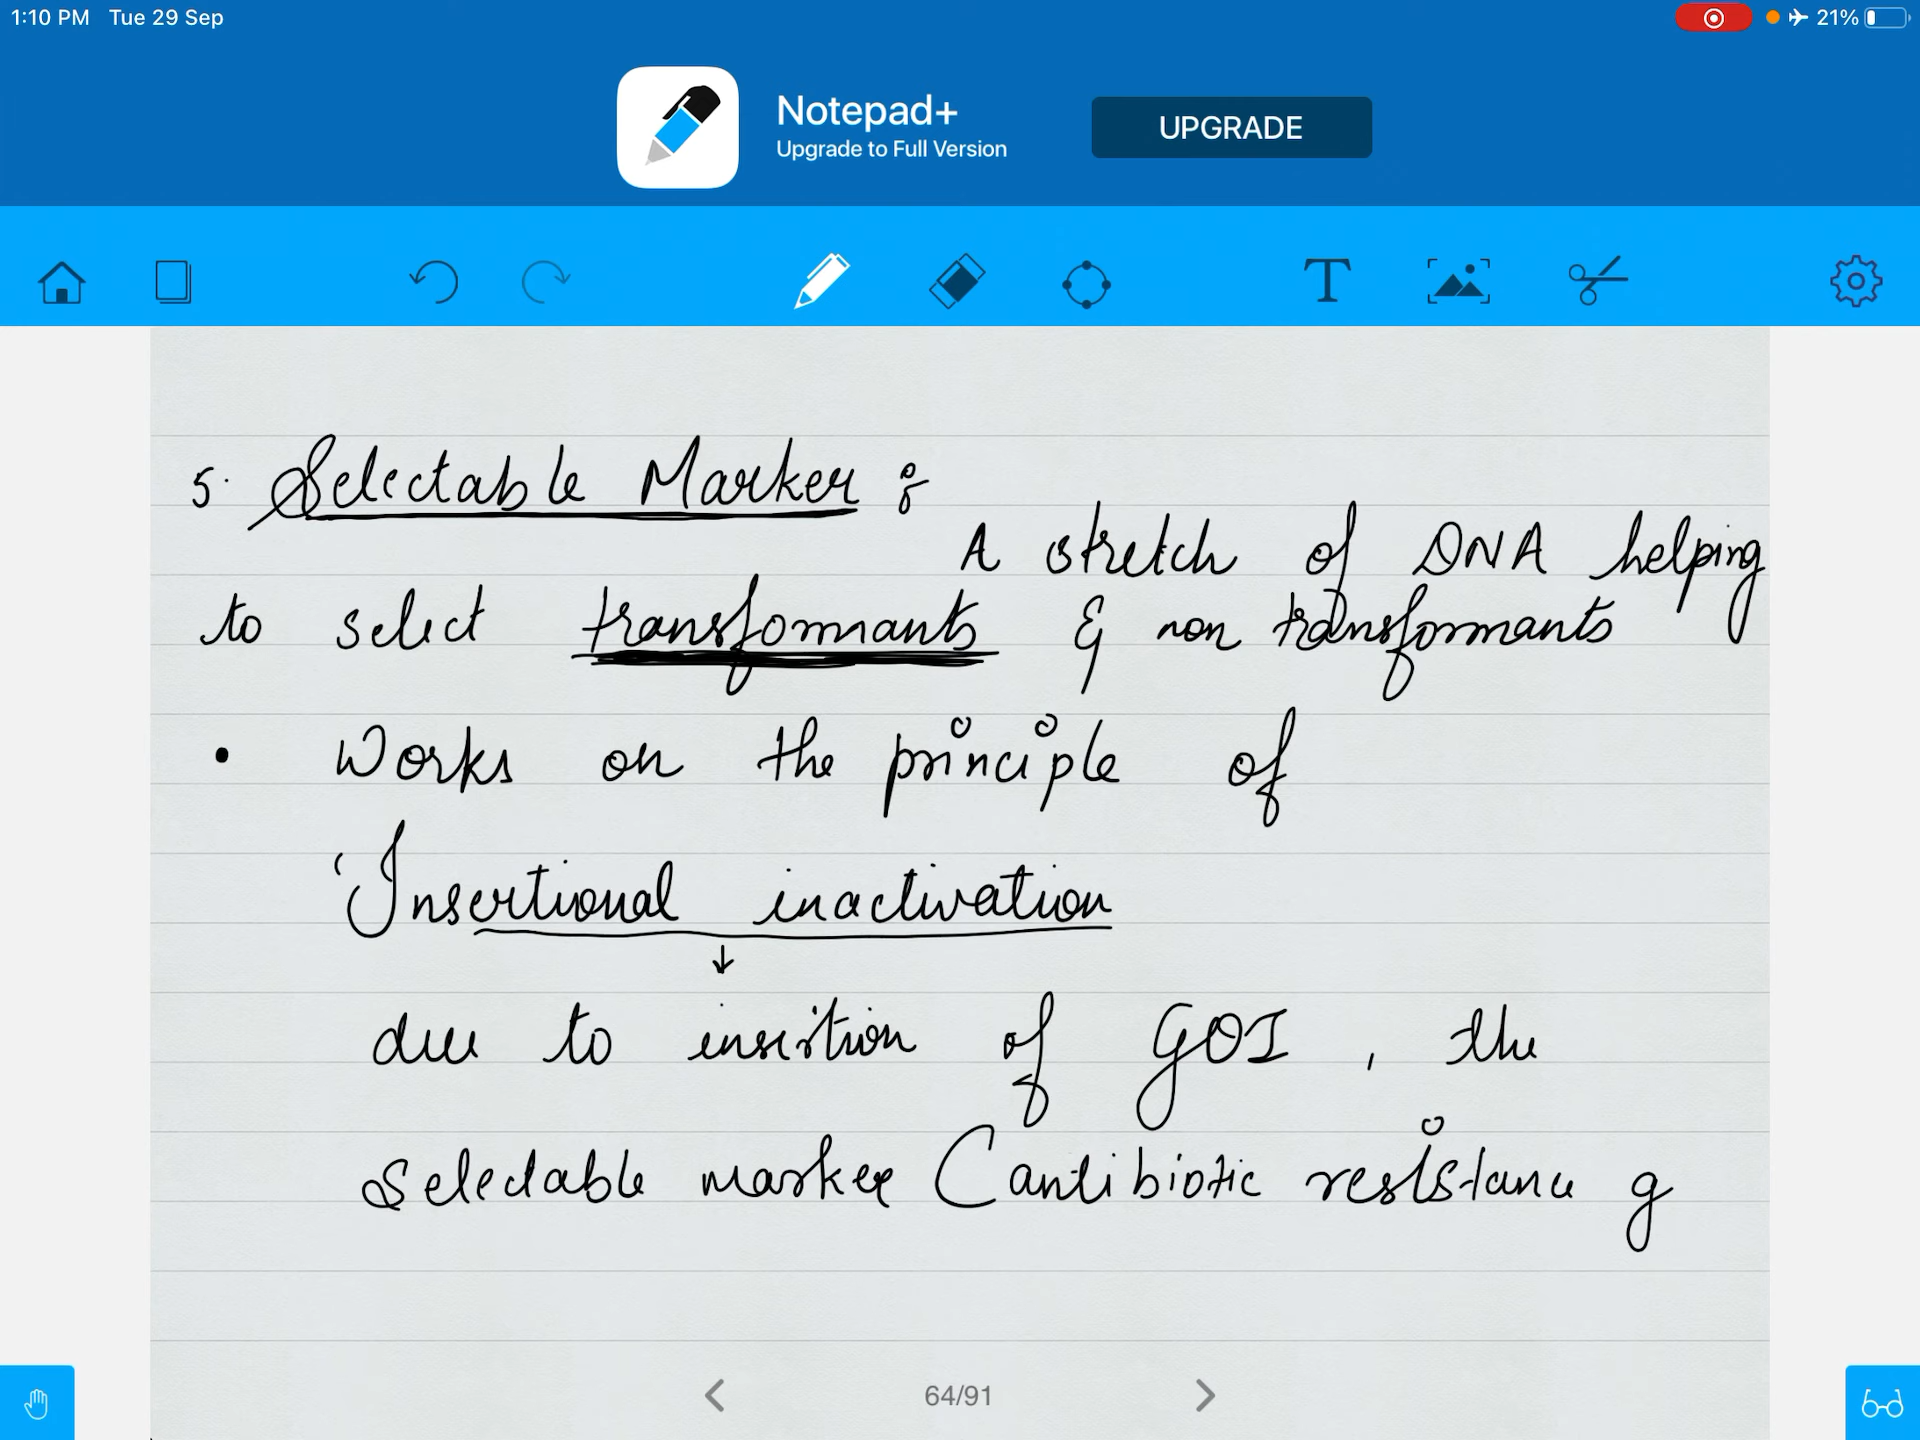 1:10 PM Tue 29 Sep 21%
Notepad+
Upgrade to Full Version
UPGRADE
T
5. Selectable Marker :
A stretch of DNA helping
to select transformants & non transformants
• Works on the principle of
'Insertional inactivation
↓
due to insertion of GOI, the
selectable marker (antibiotic resistance g
64/91